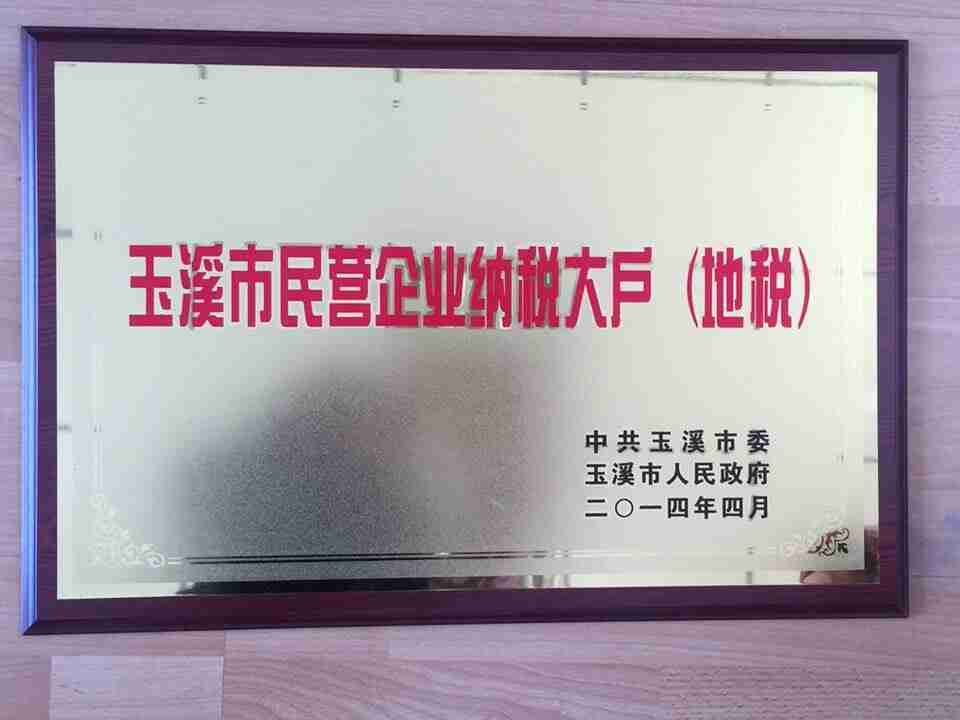 玉溪市民营企业纳税大户（地税）
中共玉溪市委
玉溪市人民政府
二〇一四年四月